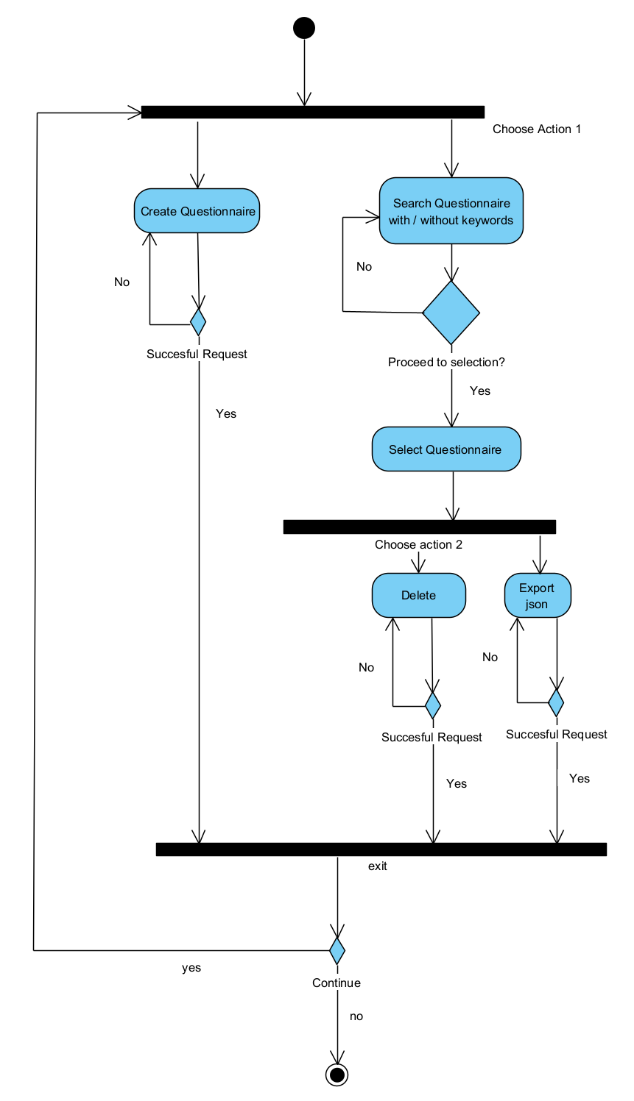 Choose Action 1
Create Questionnaire
Search Questionnaire
with / without keywords
No
No
Succesful Request
Proceed to selection?
Yes
Yes
Select Questionnaire
Choose action 2
Delete
Export
json
No
No
Succesful Request
Succesful Request
Yes
Yes
exit
yes
Continue
no